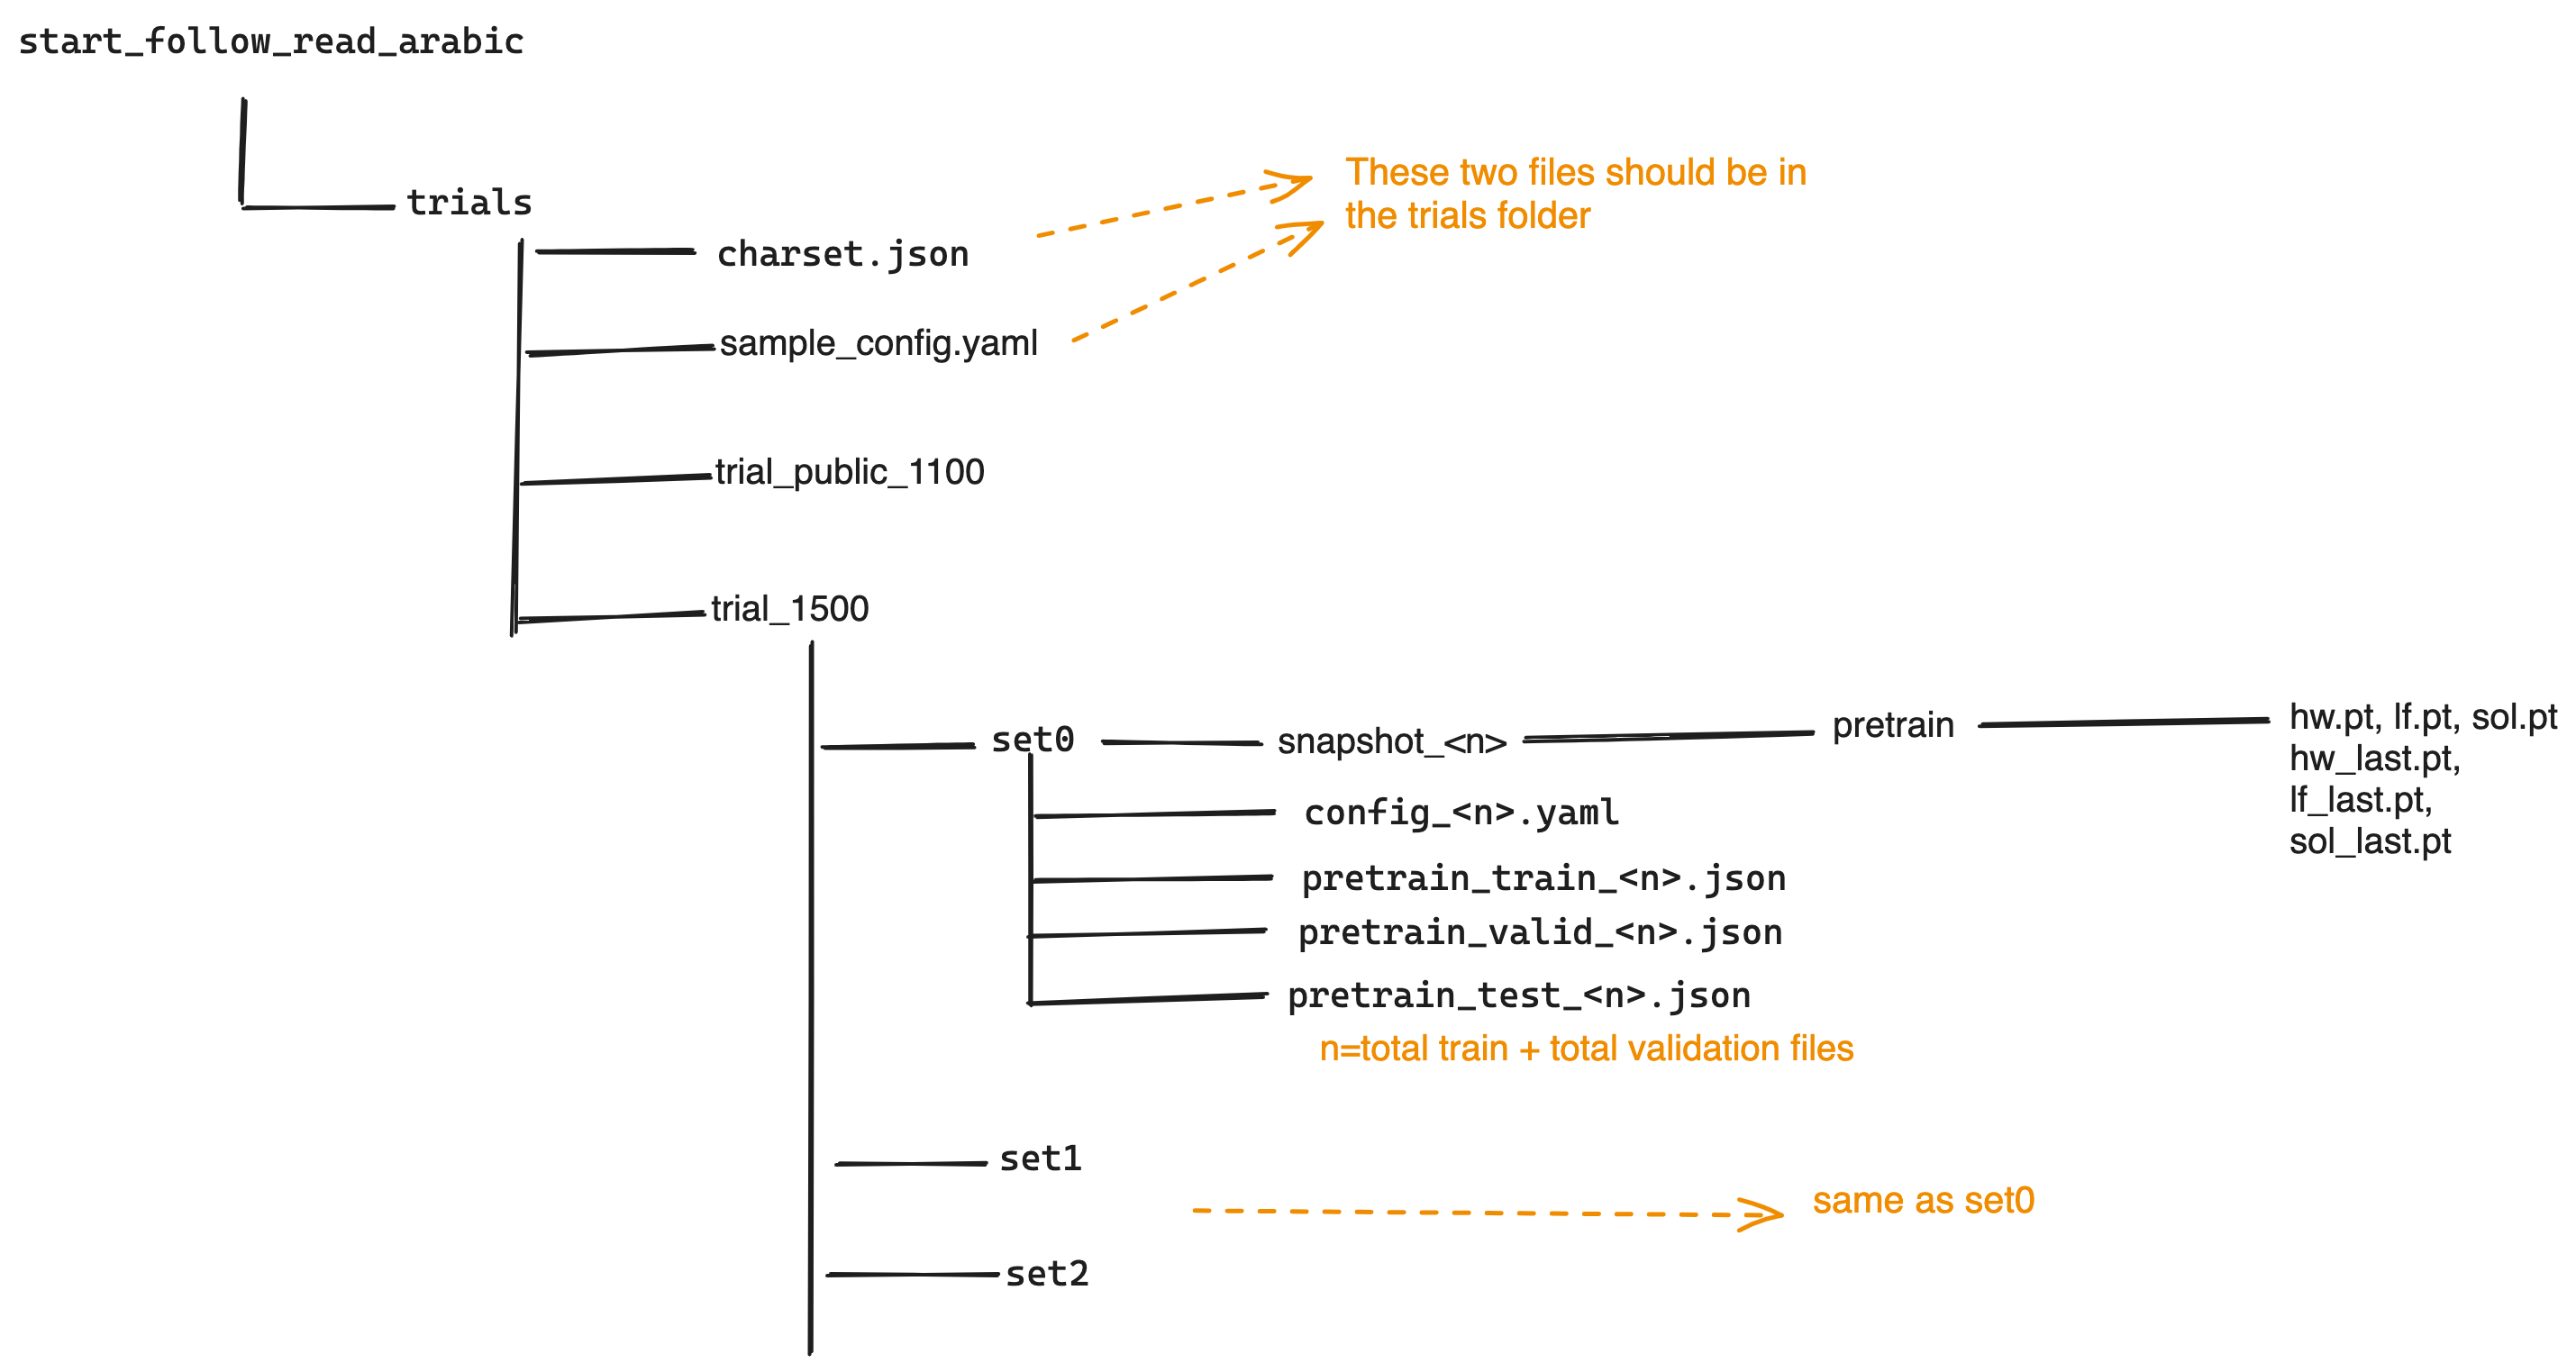 start_follow_read_arabic
trials
charset.json
These two files should be in
the trials folder
sample_config.yaml
trial_public_1100
trial_1500
set0
snapshot_<n>
pretrain
hw.pt, lf.pt, sol.pt
hw_last.pt,
lf_last.pt,
sol_last.pt
config_<n>.yaml
pretrain_train_<n>.json
pretrain_valid_<n>.json
pretrain_test_<n>.json
n=total train + total validation files
set1
same as set0
set2